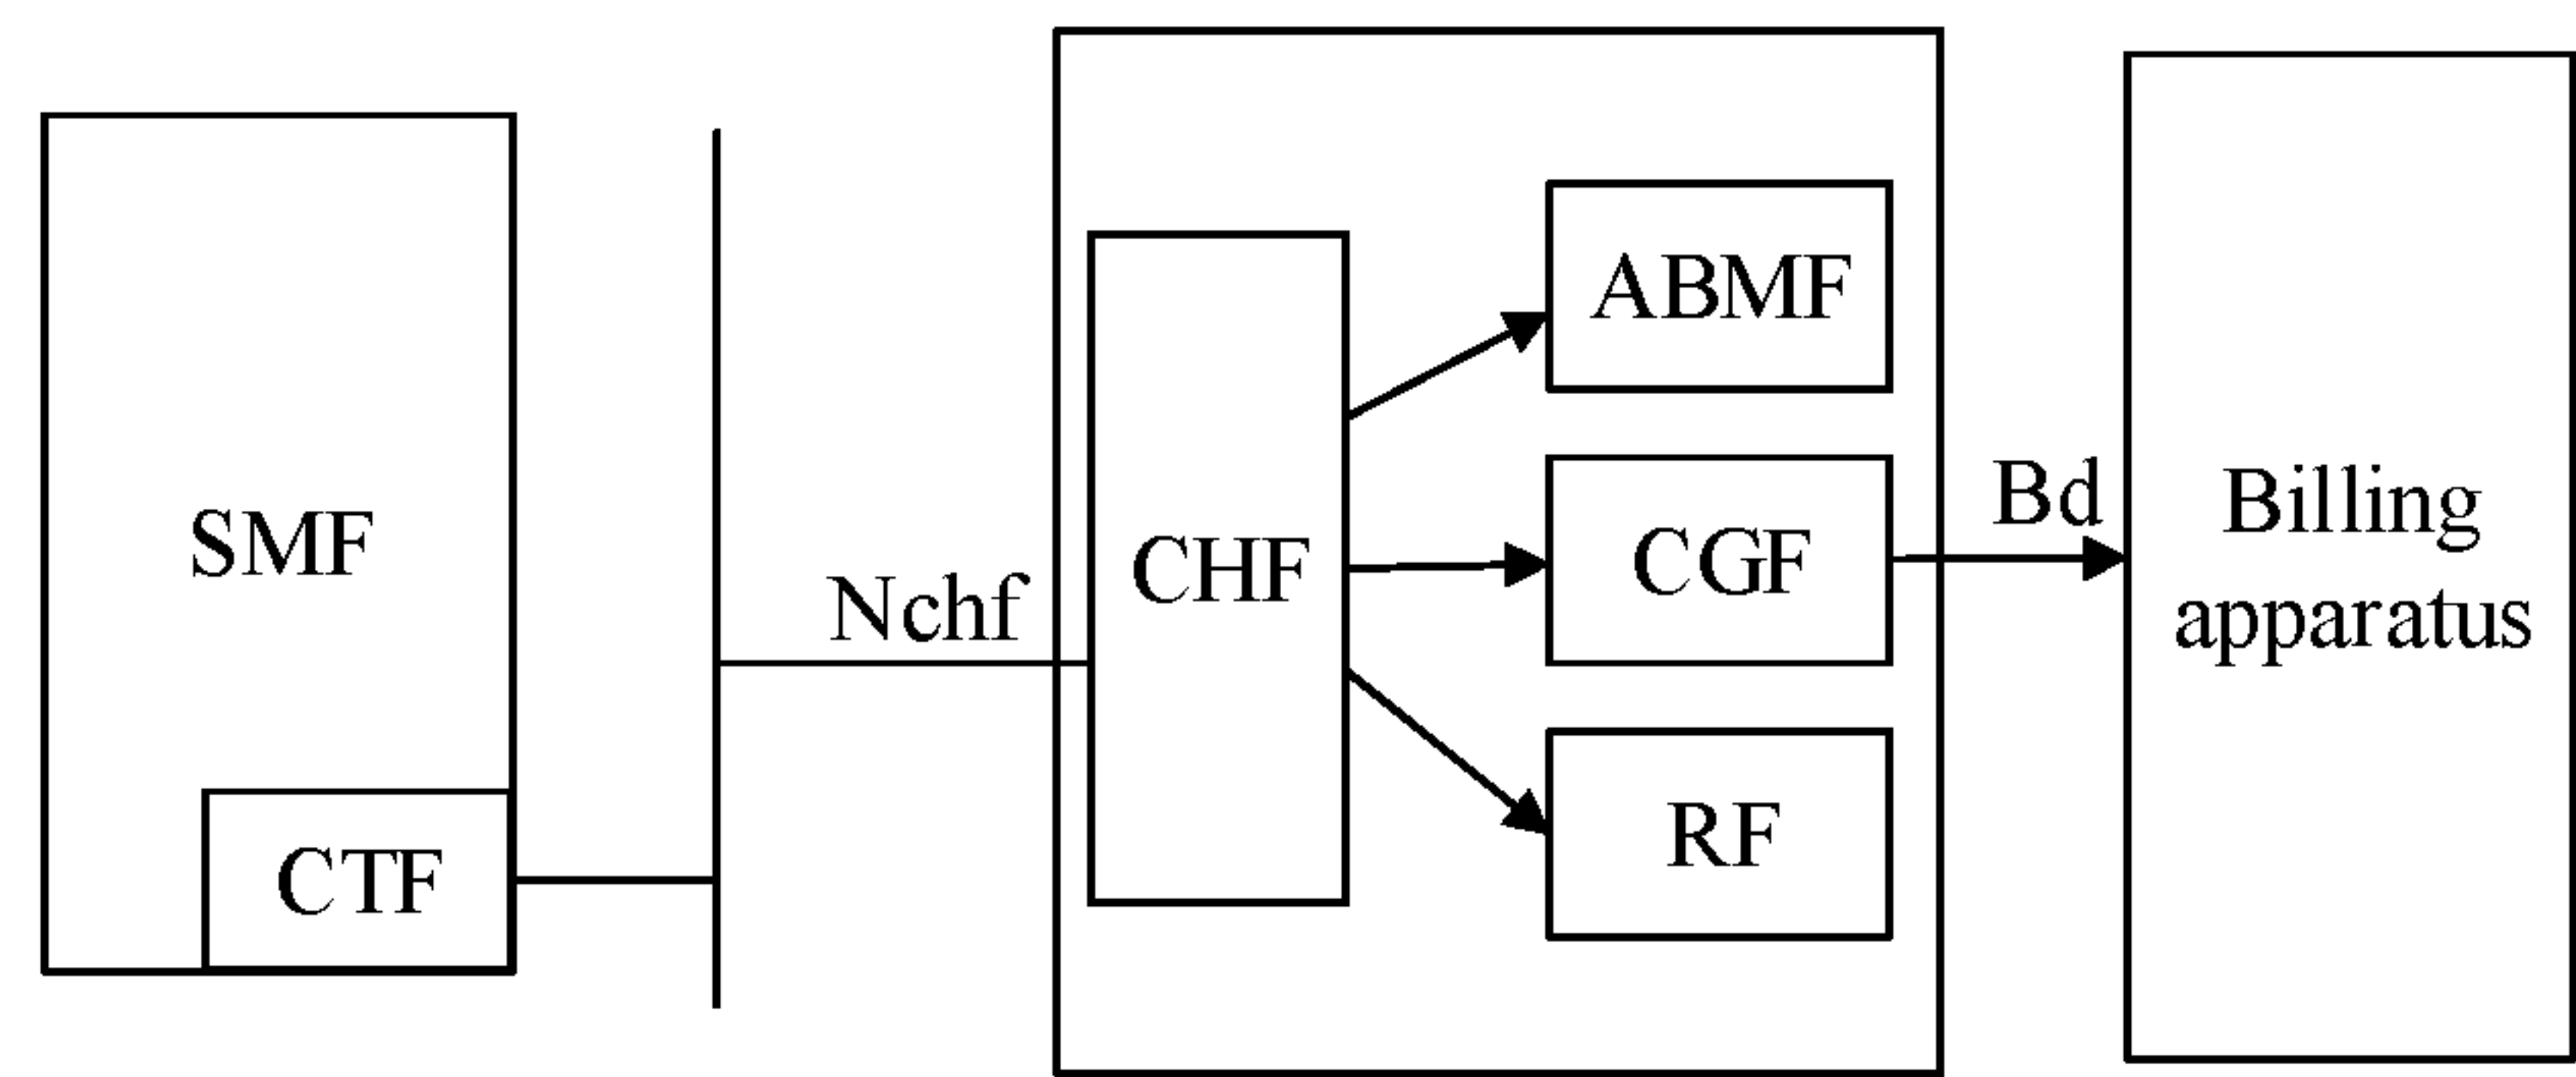 SMF
CTF
Nchf
CHF
ABMF
CGF
RF
Bd
Billing
apparatus